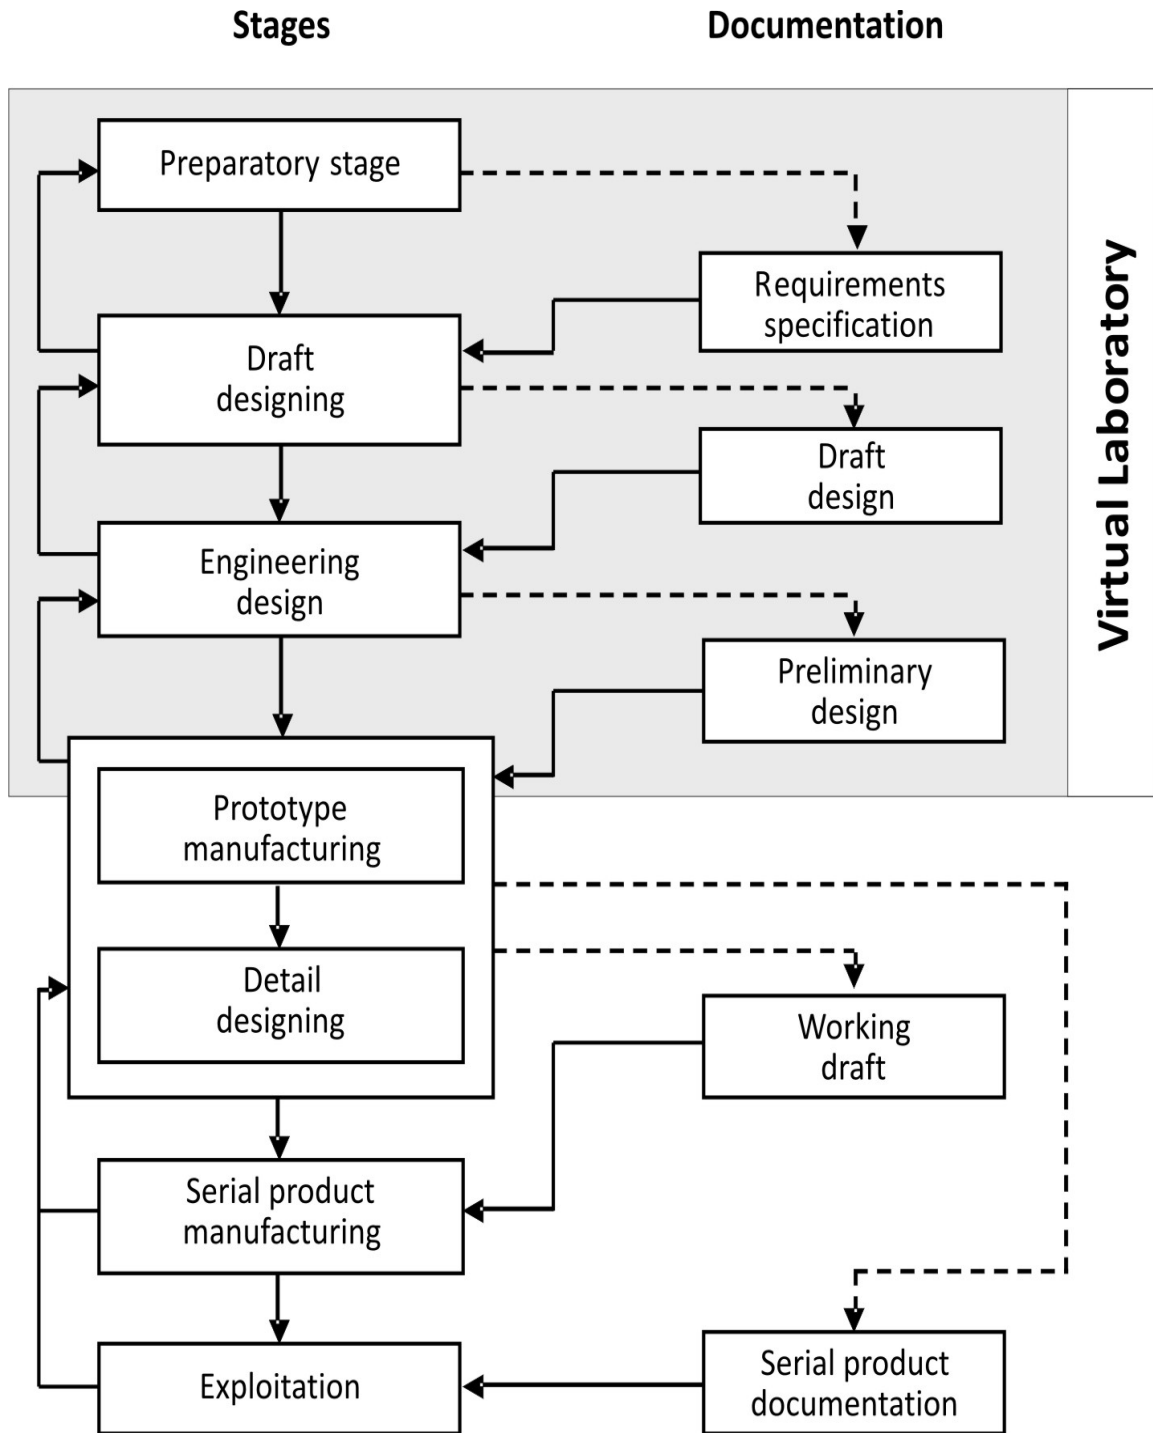 Stages
Documentation
Preparatory stage
Requirements
specification
Draft
designing
Draft
design
Engineering
design
Preliminary
design
Virtual Laboratory
Prototype
manufacturing
Detail
designing
Working
draft
Serial product
manufacturing
Exploitation
Serial product
documentation